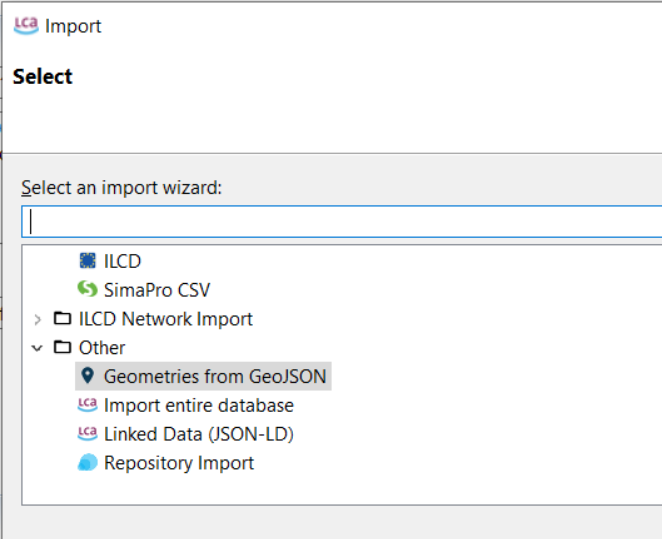 LCA Import
Select
Select an import wizard:
ILCD
SimaPro CSV
ILCD Network Import
Other
Geometries from GeoJSON
LCA Import entire database
LCA Linked Data (JSON-LD)
Repository Import